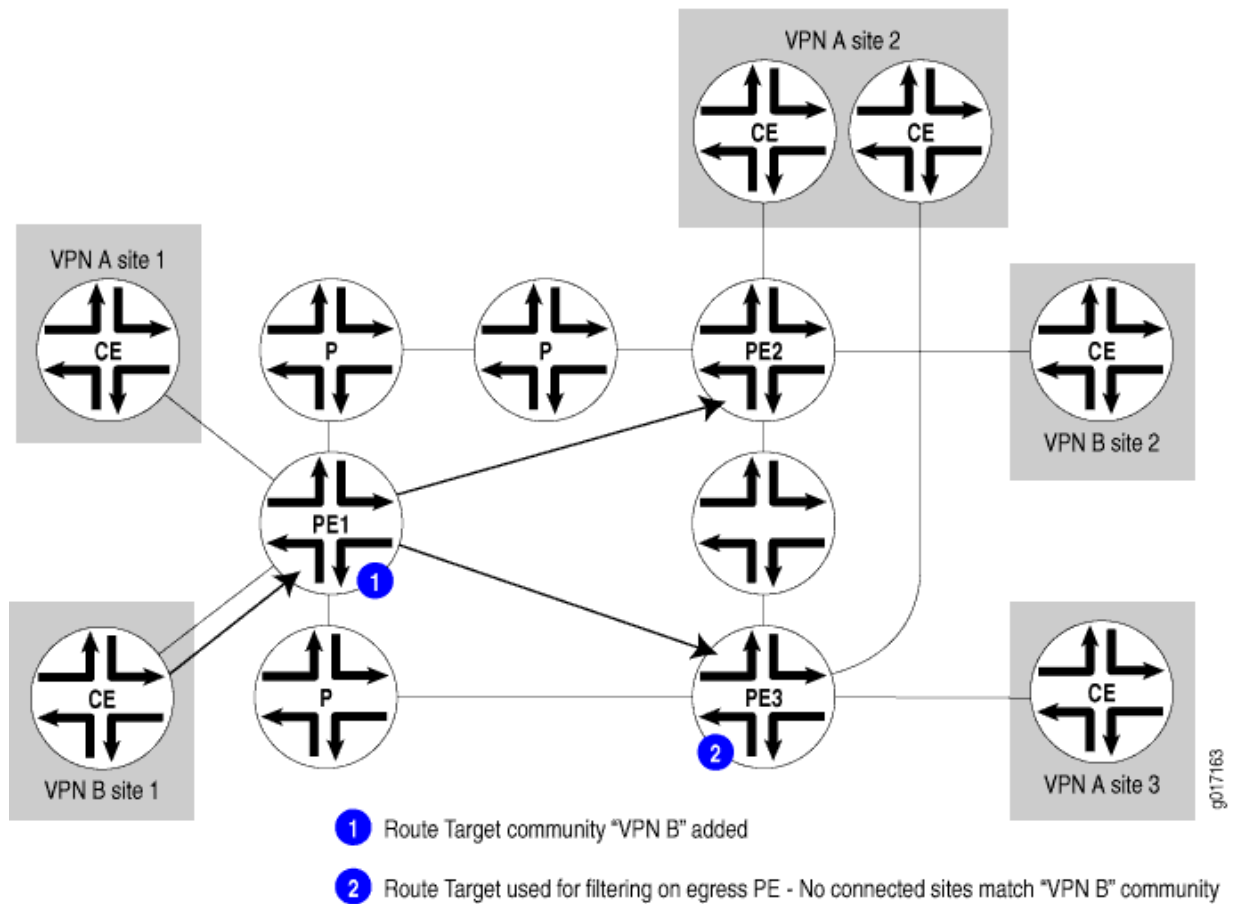 VPN A site 2
CE
CE
VPN A site 1
CE
P
P
PE2
CE
VPN B site 2
PE1
1
CE
VPN B site 1
P
PE3
2
CE
VPN A site 3
g017163
1 Route Target community “VPN B” added
2 Route Target used for filtering on egress PE - No connected sites match “VPN B” community